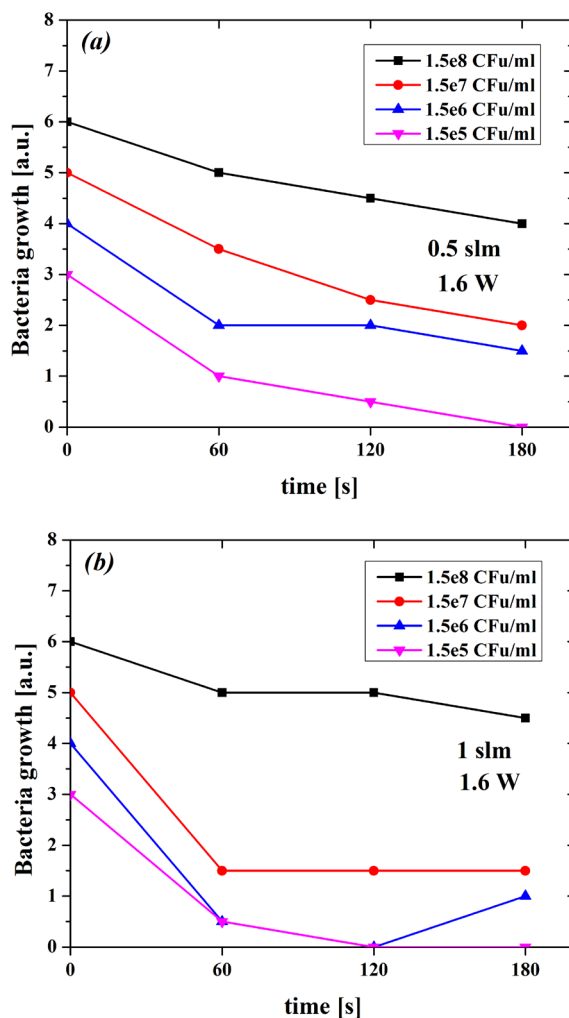 (a)
1.5e8 CFu/ml
1.5e7 CFu/ml
1.5e6 CFu/ml
1.5e5 CFu/ml
0.5 slm
1.6 W
Bacteria growth [a.u.]
8
7
6
5
4
3
2
1
0
0 60 120 180
time [s]
(b)
1.5e8 CFu/ml
1.5e7 CFu/ml
1.5e6 CFu/ml
1.5e5 CFu/ml
1 slm
1.6 W
Bacteria growth [a.u.]
8
7
6
5
4
3
2
1
0
0 60 120 180
time [s]